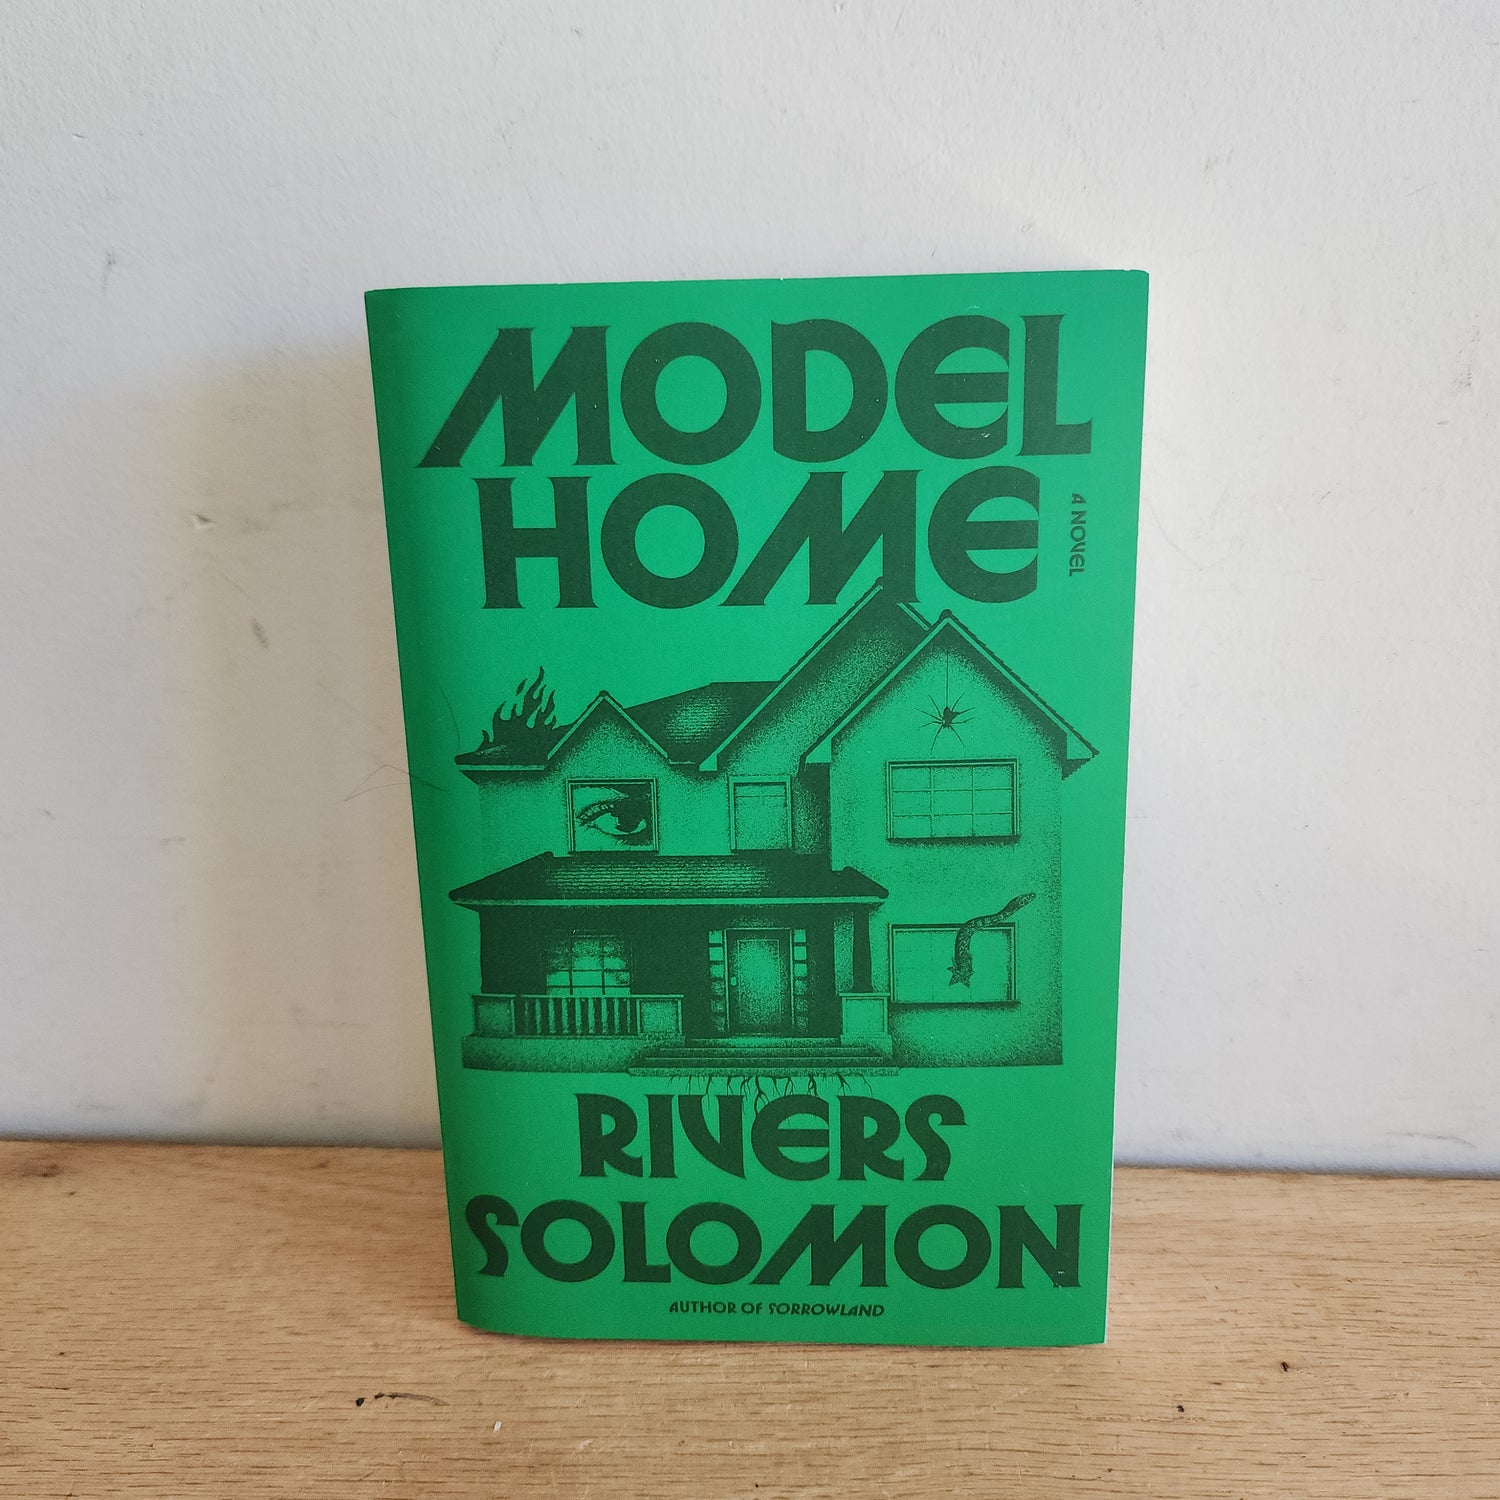 MODEL
HOME
A NOVEL
RIVERS
SOLOMON
AUTHOR OF SORROWLAND